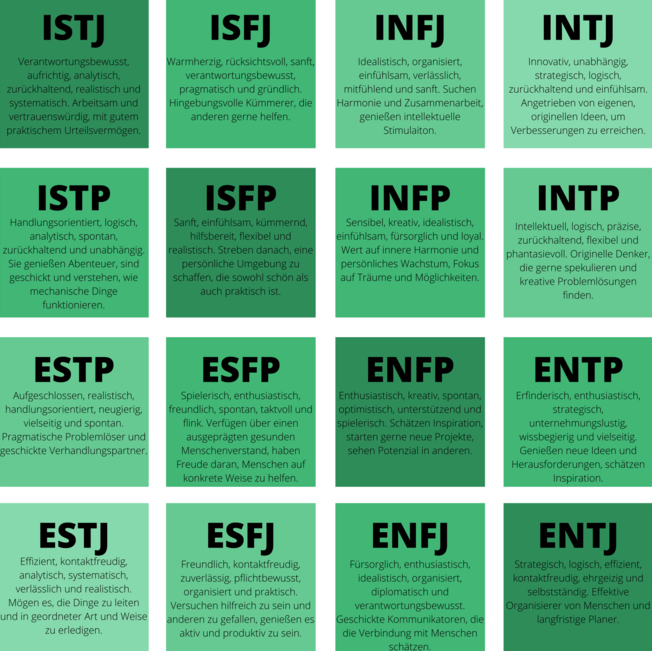 ISTJ
Verantwortungsbewusst,
aufrichtig, analytisch,
zurückhaltend, realistisch und
systematisch. Arbeitsam und
vertrauenswürdig, mit gutem
praktischem Urteilsvermögen.
ISFJ
Warmherzig, rücksichtsvoll, sanft,
verantwortungsbewusst,
pragmatisch und gründlich.
Hingebungsvolle Kümmerer, die
anderen gerne helfen.
INFJ
Idealistisch, organisiert,
einfühlsam, verlässlich,
mitfühlend und sanft. Suchen
Harmonie und Zusammenarbeit,
genießen intellektuelle
Stimulaiton.
INTJ
Innovativ, unabhängig,
strategisch, logisch,
zurückhaltend und einfühlsam.
Angetrieben von eigenen,
originellen Ideen, um
Verbesserungen zu erreichen.
ISTP
Handlungsorientiert, logisch,
analytisch, spontan,
zurückhaltend und unabhängig.
Sie genießen Abenteuer, sind
geschickt und verstehen, wie
mechanische Dinge
funktionieren.
ISFP
Sanft, einfühlsam, kümmernd,
hilfsbereit, flexibel und
realistisch. Streben danach, eine
persönliche Umgebung zu
schaffen, die sowohl schön als
auch praktisch ist.
INFP
Sensibel, kreativ, idealistisch,
einfühlsam, fürsorglich und loyal.
Wert auf innere Harmonie und
persönliches Wachstum, Fokus
auf Träume und Möglichkeiten.
INTP
Intellektuell, logisch, präzise,
zurückhaltend, flexibel und
phantasievoll. Originelle Denker,
die gerne spekulieren und
kreative Problemlösungen
finden.
ESTP
Aufgeschlossen, realistisch,
handlungsorientiert, neugierig,
vielseitig und spontan.
Pragmatische Problemlöser und
geschickte Verhandlungspartner.
ESFP
Spielerisch, enthusiastisch,
freundlich, spontan, taktvoll und
flink. Verfügen über einen
ausgeprägten gesunden
Menschenverstand, haben
Freude daran, Menschen auf
konkrete Weise zu helfen.
ENFP
Enthusiastisch, kreativ, spontan,
optimistisch, unterstützend und
spielerisch. Schätzen Inspiration,
starten gerne neue Projekte,
sehen Potenzial in anderen.
ENTP
Erfinderisch, enthusiastisch,
strategisch,
unternehmungslustig,
wissbegierig und vielseitig.
Genießen neue Ideen und
Herausforderungen, schätzen
Inspiration.
ESTJ
Effizient, kontaktfreudig,
analytisch, systematisch,
verlässlich und realistisch.
Mögen es, die Dinge zu leiten
und in geordneter Art und Weise
zu erledigen.
ESFJ
Freundlich, kontaktfreudig,
zuverlässig, pflichtbewusst,
organisiert und praktisch.
Versuchen hilfreich zu sein und
anderen zu gefallen, genießen es
aktiv und produktiv zu sein.
ENFJ
Fürsorglich, enthusiastisch,
idealistisch, organisiert,
diplomatisch und
verantwortungsbewusst.
Geschickte Kommunikatoren, die
die Verbindung mit Menschen
schätzen.
ENTJ
Strategisch, logisch, effizient,
kontaktfreudig, ehrgeizig und
selbstständig. Effektive
Organisierer von Menschen und
langfristige Planer.